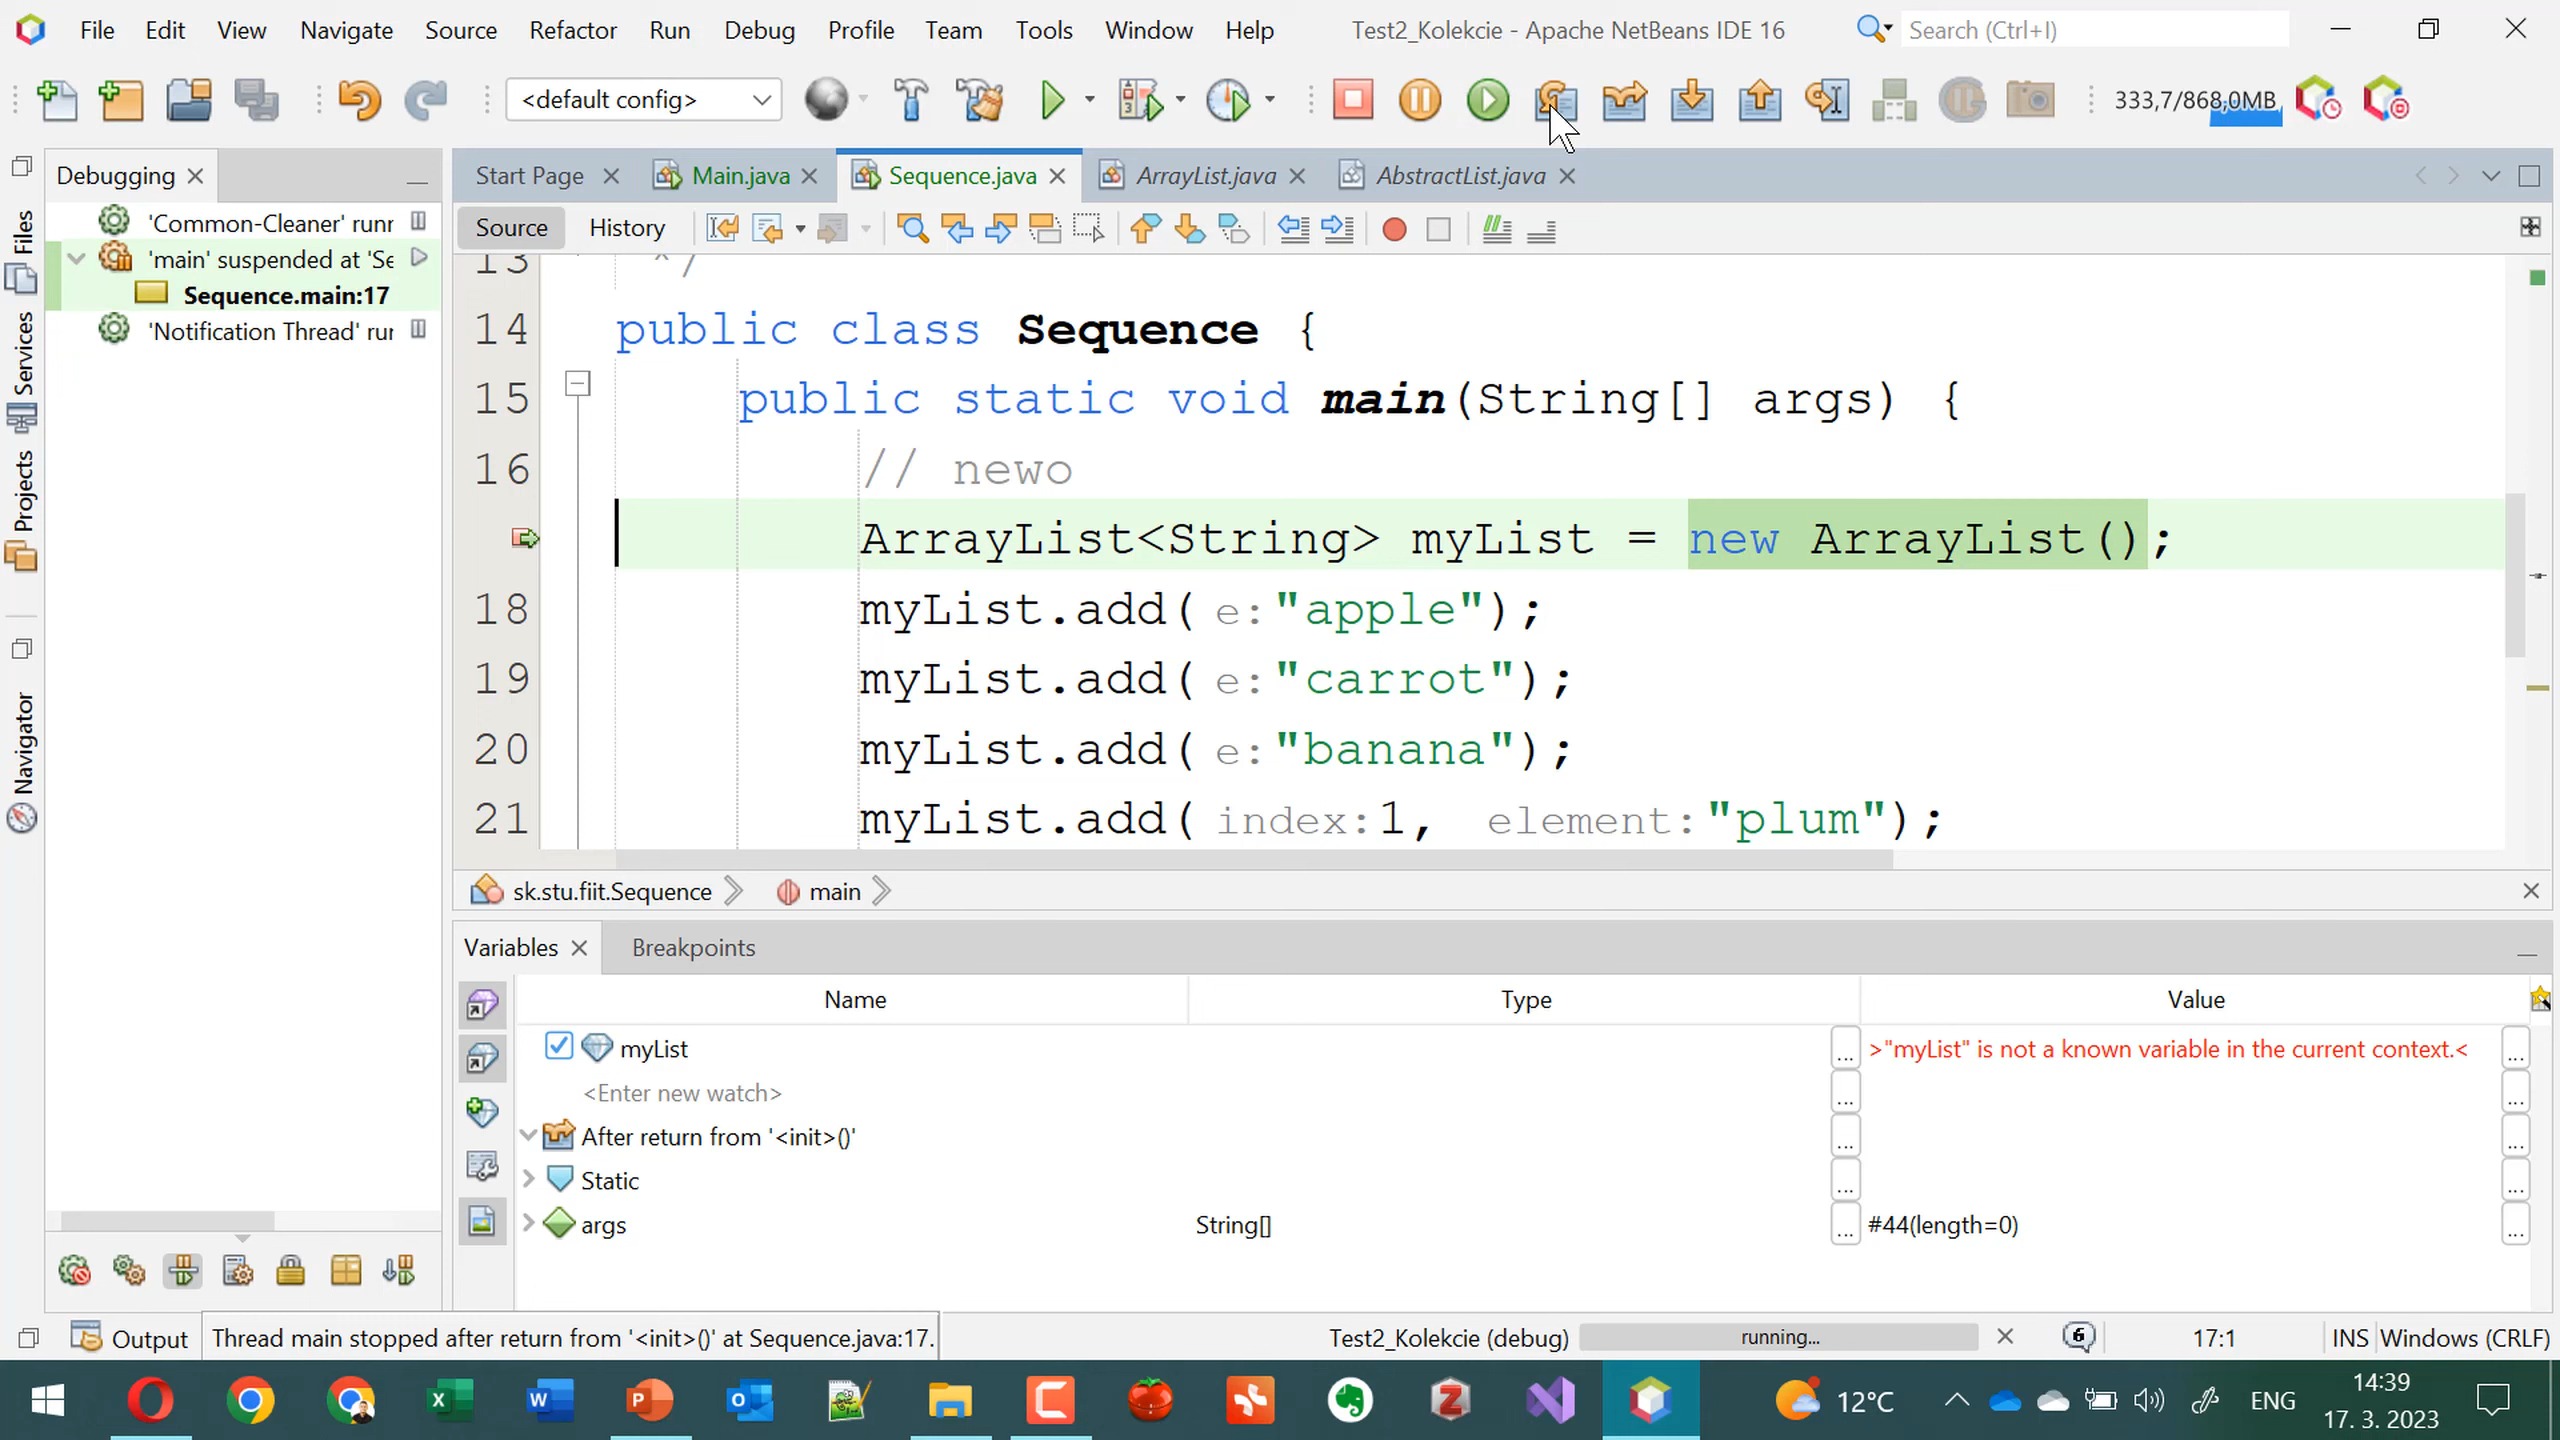 File Edit View Navigate Source Refactor Run Debug Profile Team Tools Window Help Test2_Kolekcie - Apache NetBeans IDE 16 Search (Ctrl+I)
<default config> 333,7/868,0MB
Debugging
Start Page Main.java Sequence.java ArrayList.java AbstractList.java
Source History
'Common-Cleaner' runr
'main' suspended at 'Se
Sequence.main:17
'Notification Thread' rur
Files
Services
Projects
Navigator
13 */
14 public class Sequence {
15 public static void main(String[] args) {
16 // newo
ArrayList<String> myList = new ArrayList();
18 myList.add( e:"apple");
19 myList.add( e:"carrot");
20 myList.add( e:"banana");
21 myList.add( index:1, element:"plum");
sk.stu.fiit.Sequence main
Variables Breakpoints
Name Type Value
myList ... >"myList" is not a known variable in the current context.< ...
<Enter new watch> ... ...
After return from '<init>()' ... ...
Static ... ...
args String[] ... #44(length=0) ...
Output Thread main stopped after return from '<init>()' at Sequence.java:17. Test2_Kolekcie (debug) running... 6 17:1 INS Windows (CRLF)
12°C ENG 14:39
17. 3. 2023